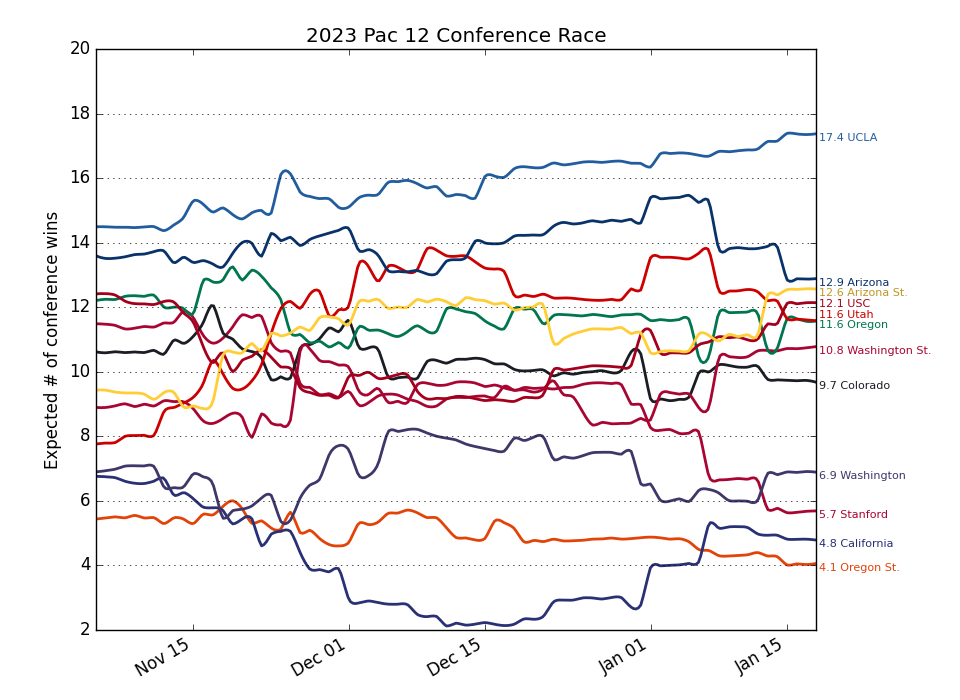 2023 Pac 12 Conference Race
Expected # of conference wins
20
18
16
14
12
10
8
6
4
2
Nov 15
Dec 01
Dec 15
Jan 01
Jan 15
17.4 UCLA
12.9 Arizona
12.6 Arizona St.
12.1 USC
11.6 Utah
11.6 Oregon
10.8 Washington St.
9.7 Colorado
6.9 Washington
5.7 Stanford
4.8 California
4.1 Oregon St.